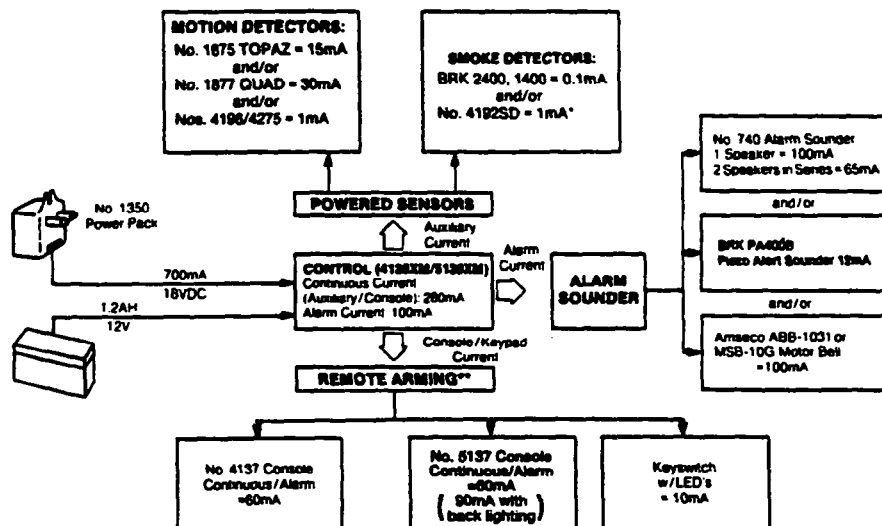 MOTION DETECTORS:
No. 1675 TOPAZ = 15mA
and/or
No. 1877 QUAD = 30mA
and/or
Nos. 4196/4275 = 1mA
SMOKE DETECTORS:
BRK 2400, 1400 = 0.1mA
and/or
No. 4192SD = 1mA*
No. 740 Alarm Sounder
1 Speaker = 100mA
2 Speakers in Series = 65mA
and/or
BRK PA400B
Piezo Alert Sounder 12mA
and/or
Amseco ABB-1031 or
MSB-10G Motor Bell
=100mA
No. 1350
Power Pack
POWERED SENSORS
Auxiliary
Current
700mA
18VDC
1.2AH
12V
CONTROL (4136XM/5136XM)
Continuous Current
(Auxiliary/Console): 260mA
Alarm Current 100mA
Alarm
Current
ALARM
SOUNDER
Console/Keypad
Current
REMOTE ARMING**
No 4137 Console
Continuous/Alarm
=60mA
No. 5137 Console
Continuous/Alarm
=60mA
( 90mA with
back lighting )
Keyswitch
w/LED's
= 10mA